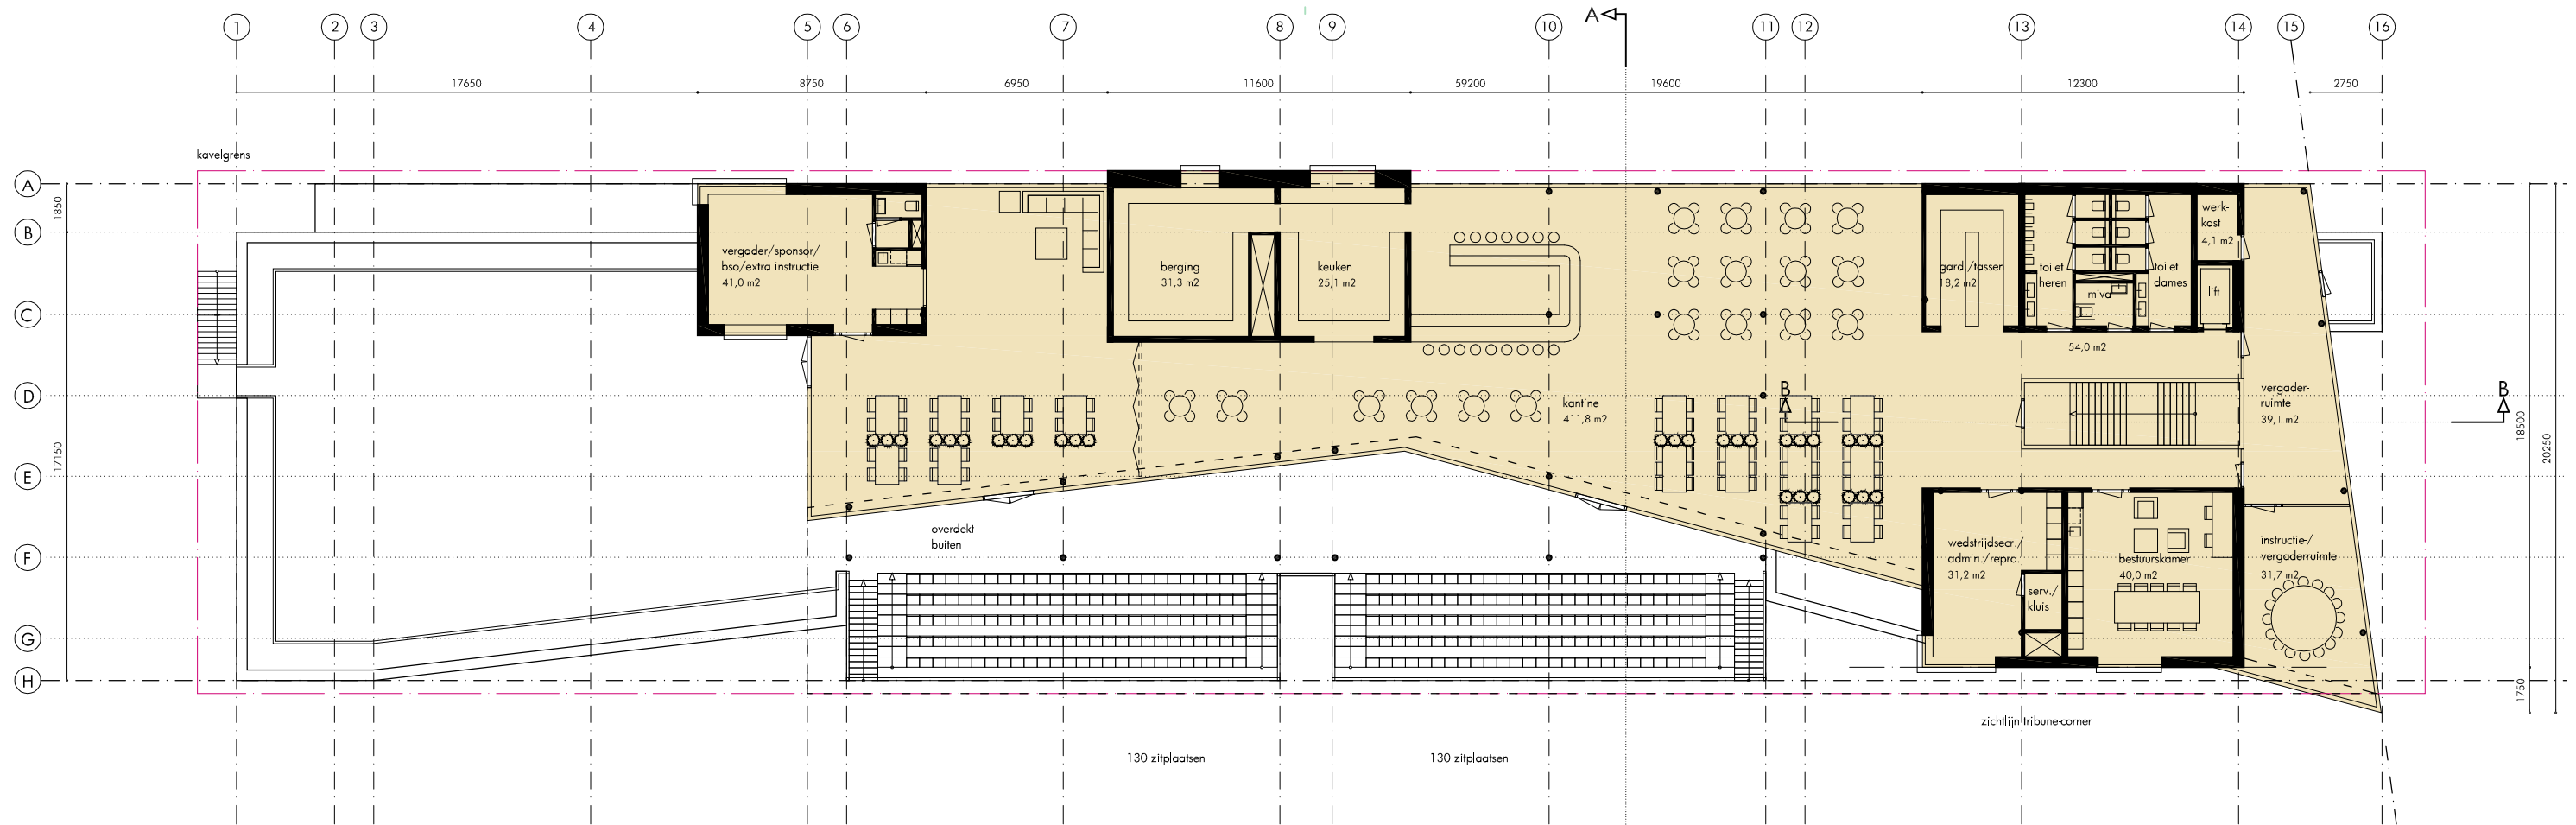 1 2 3 4 5 6 7 8 9 10 A 11 12 13 14 15 16
17650 8750 6950 11600 59200 19600 12300 2750
kavelgrens
A
B
C
D
E
F
G
H
1850
17150
18500
20250
1750
vergader/sponsor/
bso/extra instructie
41,0 m2
berging
31,3 m2
keuken
25,1 m2
gard./tassen
18,2 m2
toilet
heren
miva
toilet
dames
werk-
kast
4,1 m2
lift
54,0 m2
kantine
411,8 m2
B
B
vergader-
ruimte
39,1 m2
overdekt
buiten
wedstrijdsecr./
admin./repro.
31,2 m2
serv./
kluis
bestuurskamer
40,0 m2
instructie-/
vergaderruimte
31,7 m2
zichtlijn tribune-corner
130 zitplaatsen
130 zitplaatsen